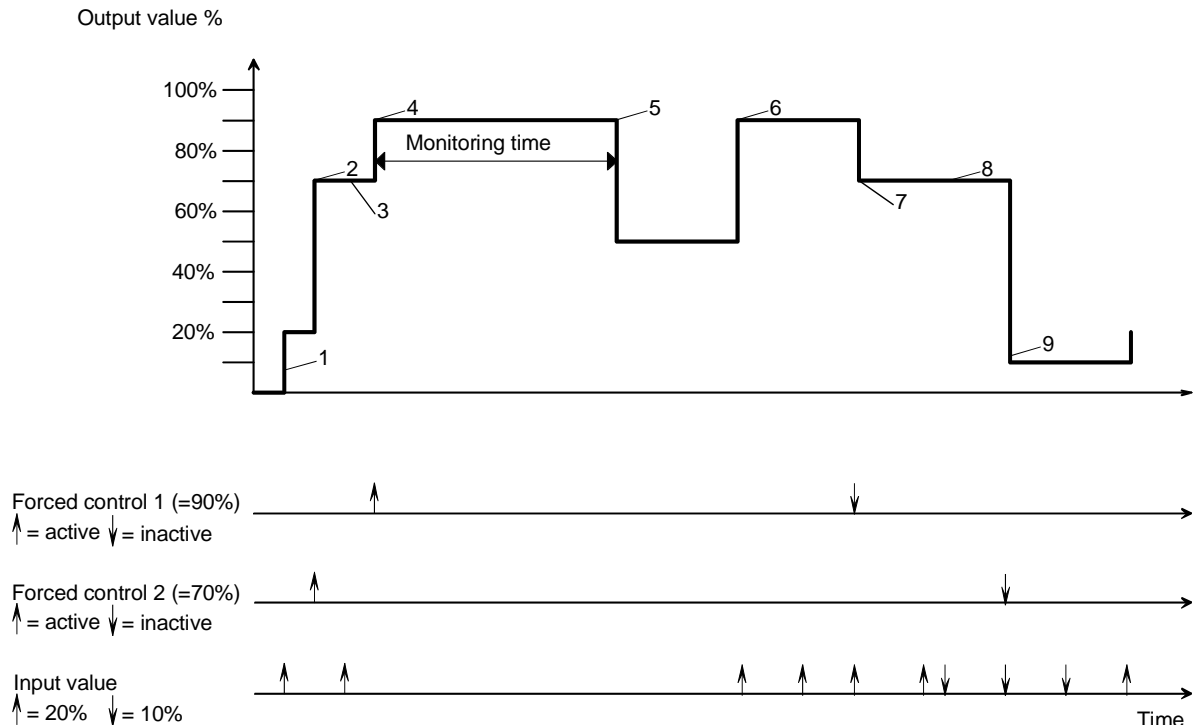 Output value %
100%
80%
60%
40%
20%
4
5
6
Monitoring time
2
3
8
7
1
9
Forced control 1 (=90%)
= active = inactive
Forced control 2 (=70%)
= active = inactive
Input value
= 20% = 10%
Time